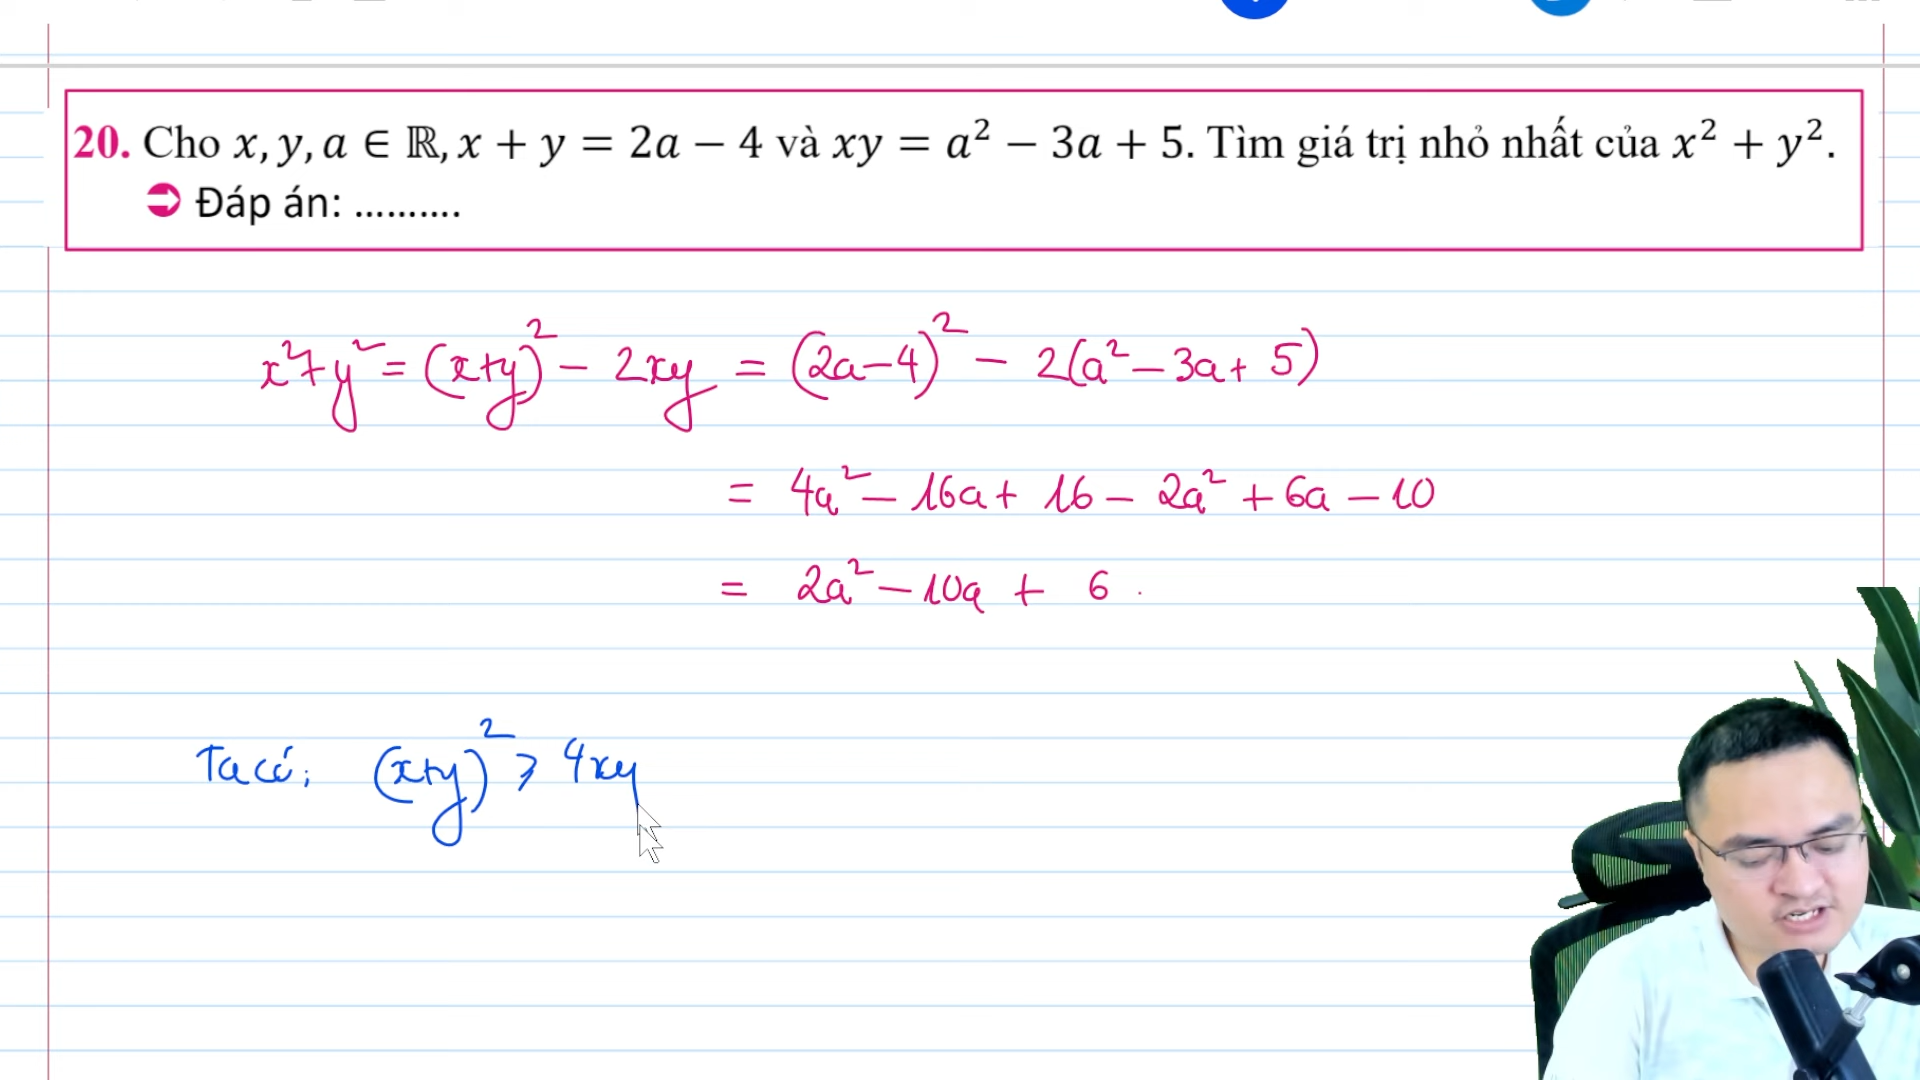 20. Cho x, y, a ∈ ℝ, x + y = 2a − 4 và xy = a² − 3a + 5. Tìm giá trị nhỏ nhất của x² + y².
➲ Đáp án: ..........
x² + y² = (x+y)² − 2xy = (2a−4)² − 2(a² − 3a + 5)
= 4a² − 16a + 16 − 2a² + 6a − 10
= 2a² − 10a + 6 .
Ta có; (x+y)² ⩾ 4xy